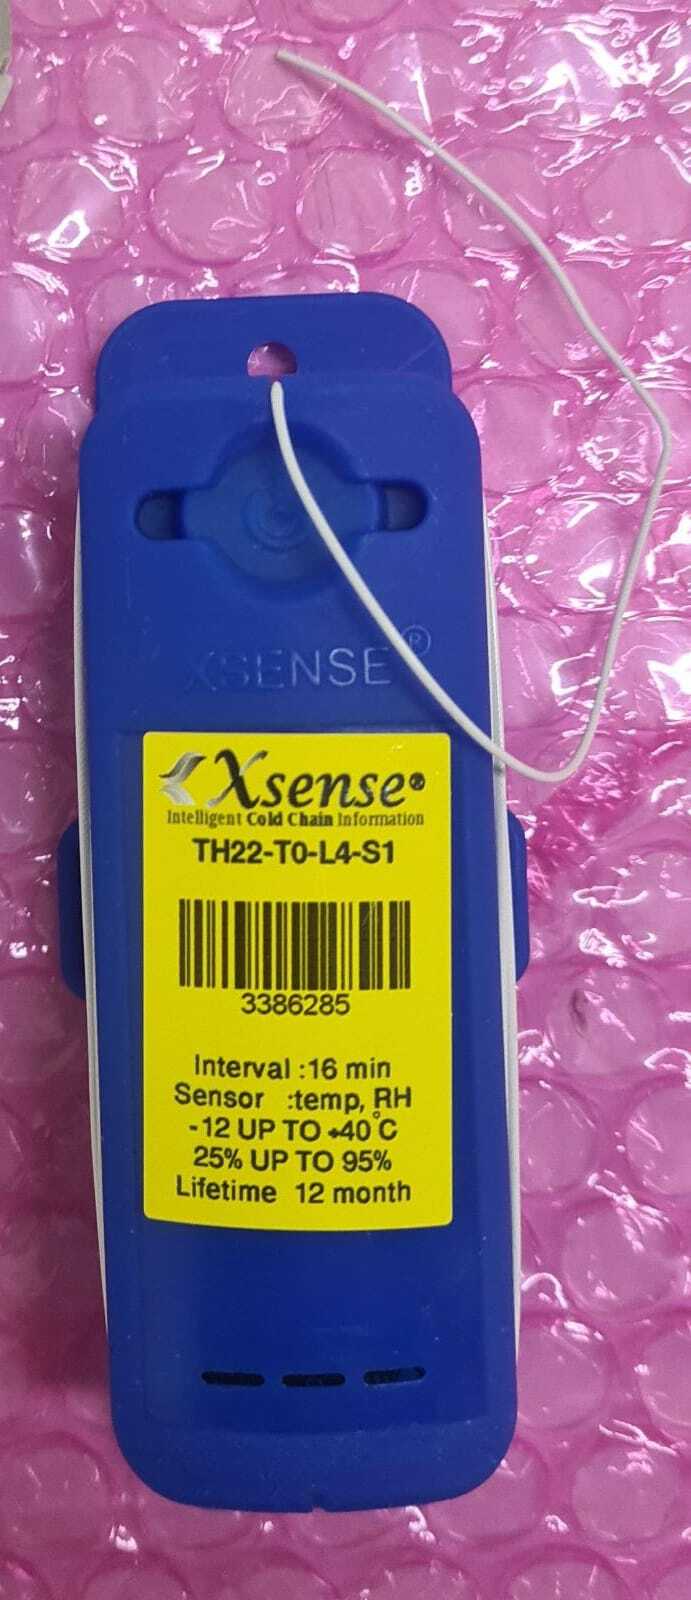 XSENSE®
Xsense®
Intelligent Cold Chain Information
TH22-T0-L4-S1
3386285
Interval :16 min
Sensor :temp, RH
-12 UP TO +40°C
25% UP TO 95%
Lifetime 12 month